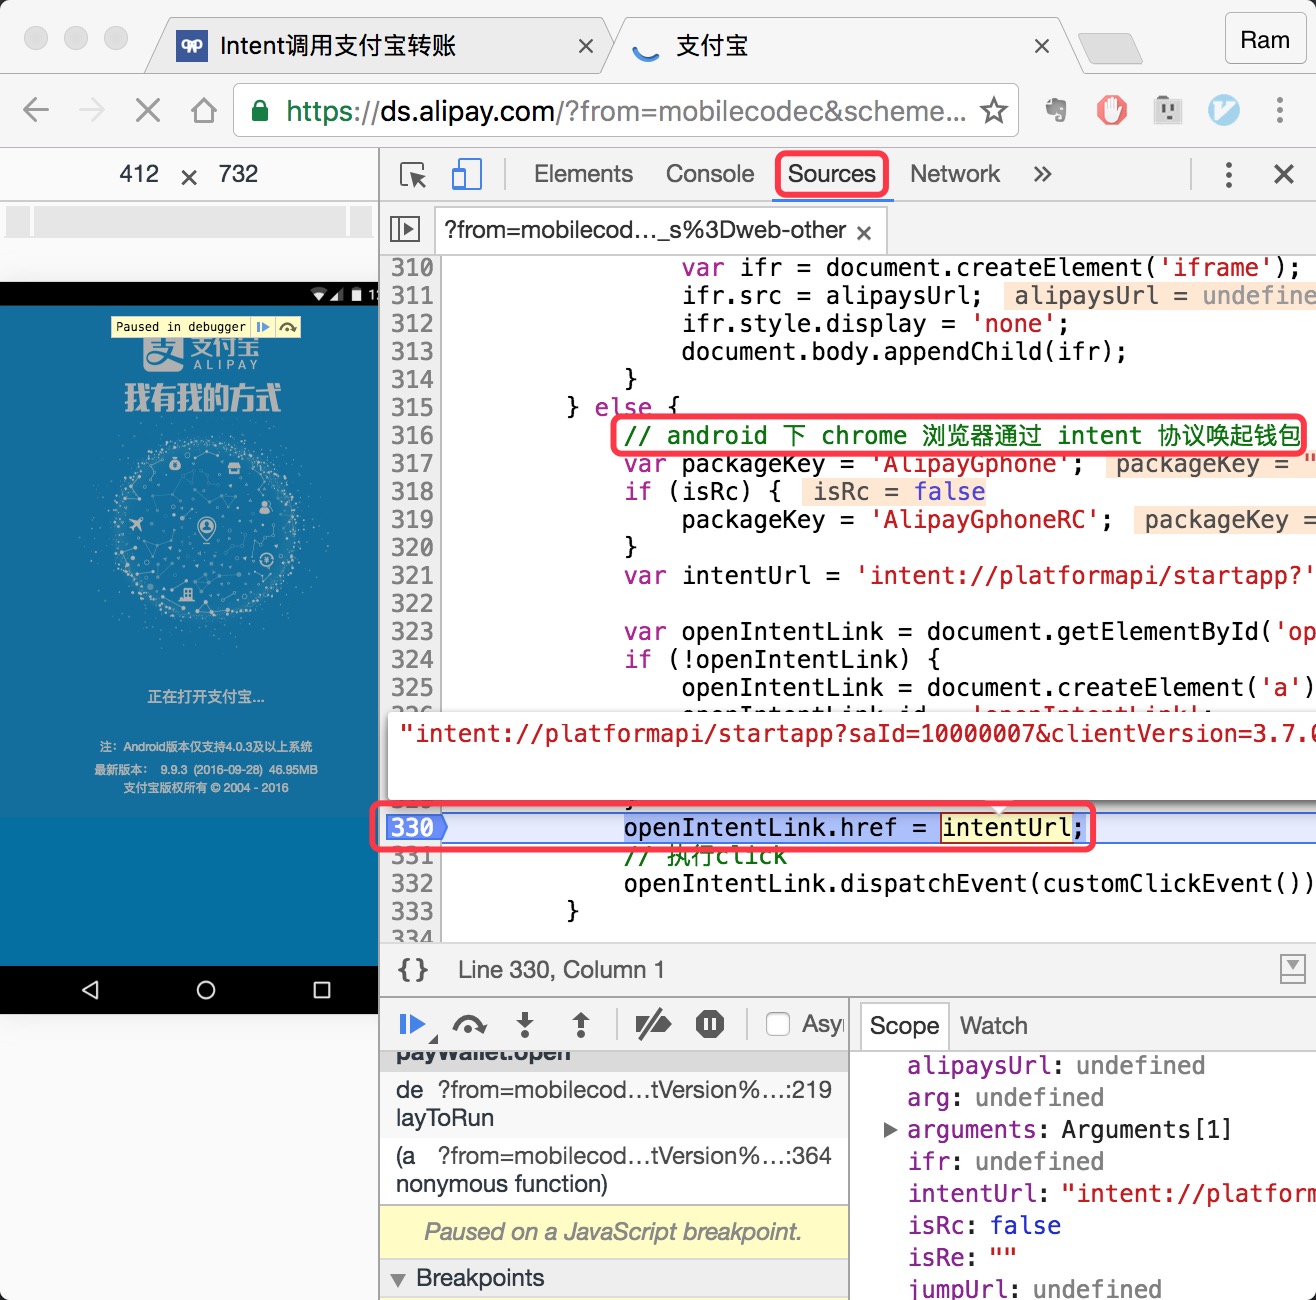 Intent调用支付宝转账
支付宝
Ram
https://ds.alipay.com/?from=mobilecodec&scheme...
412 × 732
Elements Console Sources Network »
?from=mobilecod…_s%3Dweb-other
310 var ifr = document.createElement('iframe');
311 ifr.src = alipaysUrl; alipaysUrl = undefine
312 ifr.style.display = 'none';
313 document.body.appendChild(ifr);
314 }
315 } else {
316 // android 下 chrome 浏览器通过 intent 协议唤起钱包
317 var packageKey = 'AlipayGphone'; packageKey = "
318 if (isRc) { isRc = false
319 packageKey = 'AlipayGphoneRC'; packageKey =
320 }
321 var intentUrl = 'intent://platformapi/startapp?'
322
323 var openIntentLink = document.getElementById('op
324 if (!openIntentLink) {
325 openIntentLink = document.createElement('a')
"intent://platformapi/startapp?saId=10000007&clientVersion=3.7.0
330 openIntentLink.href = intentUrl;
331 // 执行click
332 openIntentLink.dispatchEvent(customClickEvent())
333 }
334
Paused in debugger
支付宝
ALIPAY
我有我的方式
正在打开支付宝...
注: Android版本仅支持4.0.3及以上系统
最新版本: 9.9.3 (2016-09-28) 46.95MB
支付宝版权所有 © 2004 - 2016
{} Line 330, Column 1
Asy
payWallet.open
de ?from=mobilecod…tVersion%…:219
layToRun
(a ?from=mobilecod…tVersion%…:364
nonymous function)
Paused on a JavaScript breakpoint.
Breakpoints
Scope Watch
alipaysUrl: undefined
arg: undefined
arguments: Arguments[1]
ifr: undefined
intentUrl: "intent://platform
isRc: false
isRe: ""
jumpUrl: undefined